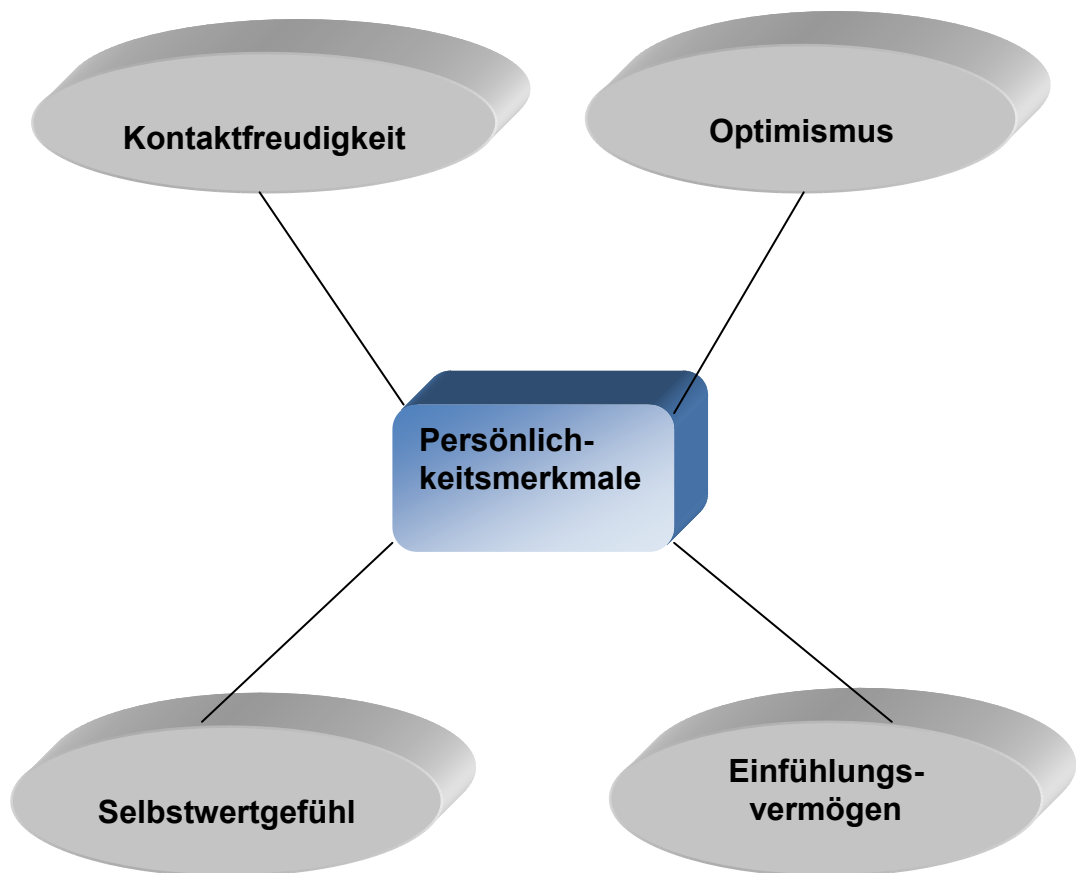 Kontaktfreudigkeit
Optimismus
Persönlich-
keitsmerkmale
Selbstwertgefühl
Einfühlungs-
vermögen